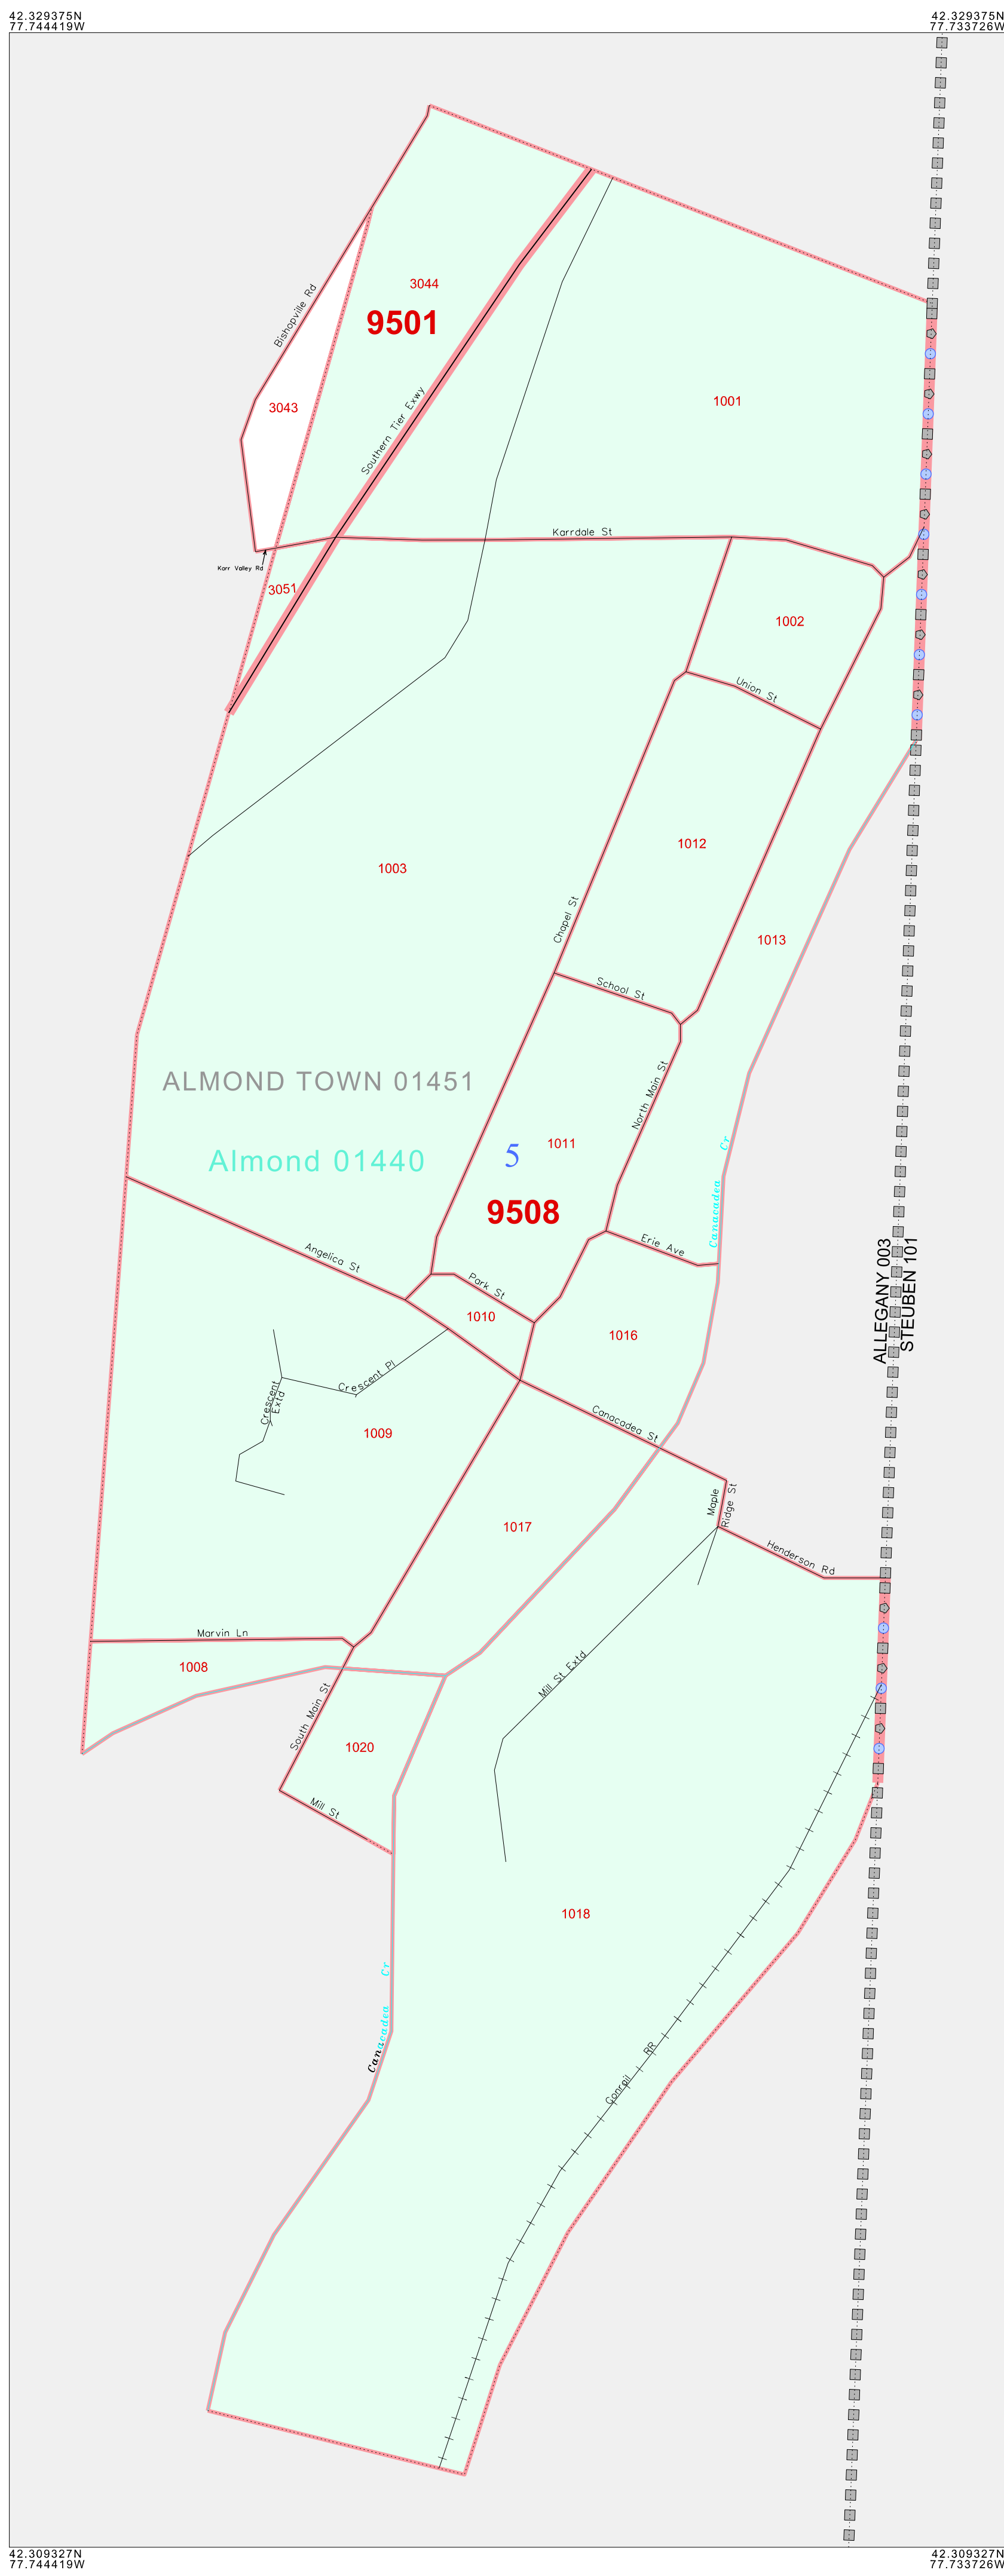 42.329375N
77.744419W
42.329375N
77.733726W
3044
9501
Bishopville Rd
3043
Southern Tier Exwy
1001
Karrdale St
Karr Valley Rd
3051
1002
Union St
1012
1003
Chapel St
1013
School St
North Main St
ALMOND TOWN 01451
Almond 01440
5
1011
9508
Canacadea Cr
Erie Ave
Angelica St
Park St
1010
1016
ALLEGANY 003
STEUBEN 101
Crescent Pl
Crescent
Extd
1009
Canacadea St
Maple
Ridge St
1017
Henderson Rd
Marvin Ln
1008
Mill St Extd
South Main St
1020
Mill St
1018
Canacadea Cr
Conrail RR
42.309327N
77.744419W
42.309327N
77.733726W